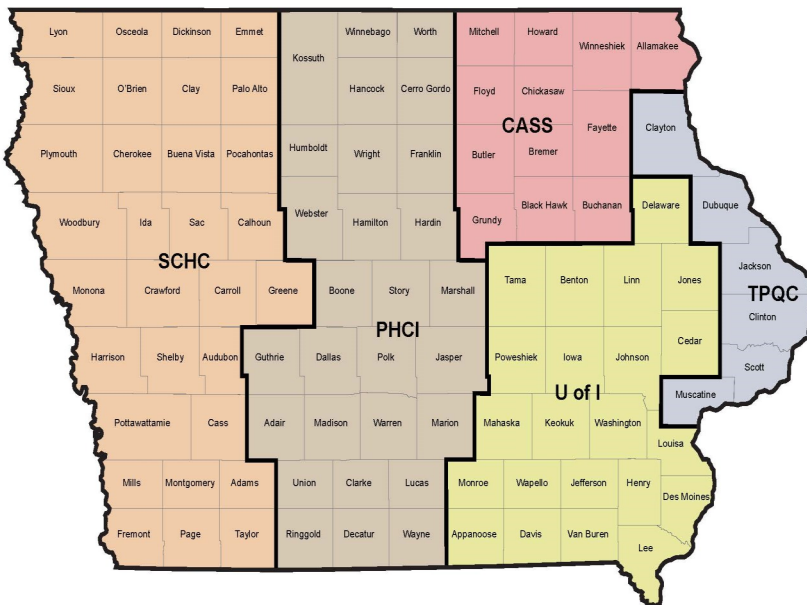 Lyon Osceola Dickinson Emmet Winnebago Worth Mitchell Howard
Kossuth Winneshiek Allamakee
Sioux O'Brien Clay Palo Alto Hancock Cerro Gordo Floyd Chickasaw
CASS
Clayton
Plymouth Cherokee Buena Vista Pocahontas Humboldt Wright Franklin Butler Bremer Fayette
Woodbury Ida Sac Calhoun Webster Hamilton Hardin Grundy Black Hawk Buchanan Delaware Dubuque
SCHC
Monona Crawford Carroll Greene Boone Story Marshall Tama Benton Linn Jones Jackson
TPQC
PHCI
Clinton
Harrison Shelby Audubon Guthrie Dallas Polk Jasper Poweshiek Iowa Johnson Cedar Scott
U of I
Muscatine
Pottawattamie Cass Adair Madison Warren Marion Mahaska Keokuk Washington Louisa
Mills Montgomery Adams Union Clarke Lucas Monroe Wapello Jefferson Henry Des Moines
Fremont Page Taylor Ringgold Decatur Wayne Appanoose Davis Van Buren Lee